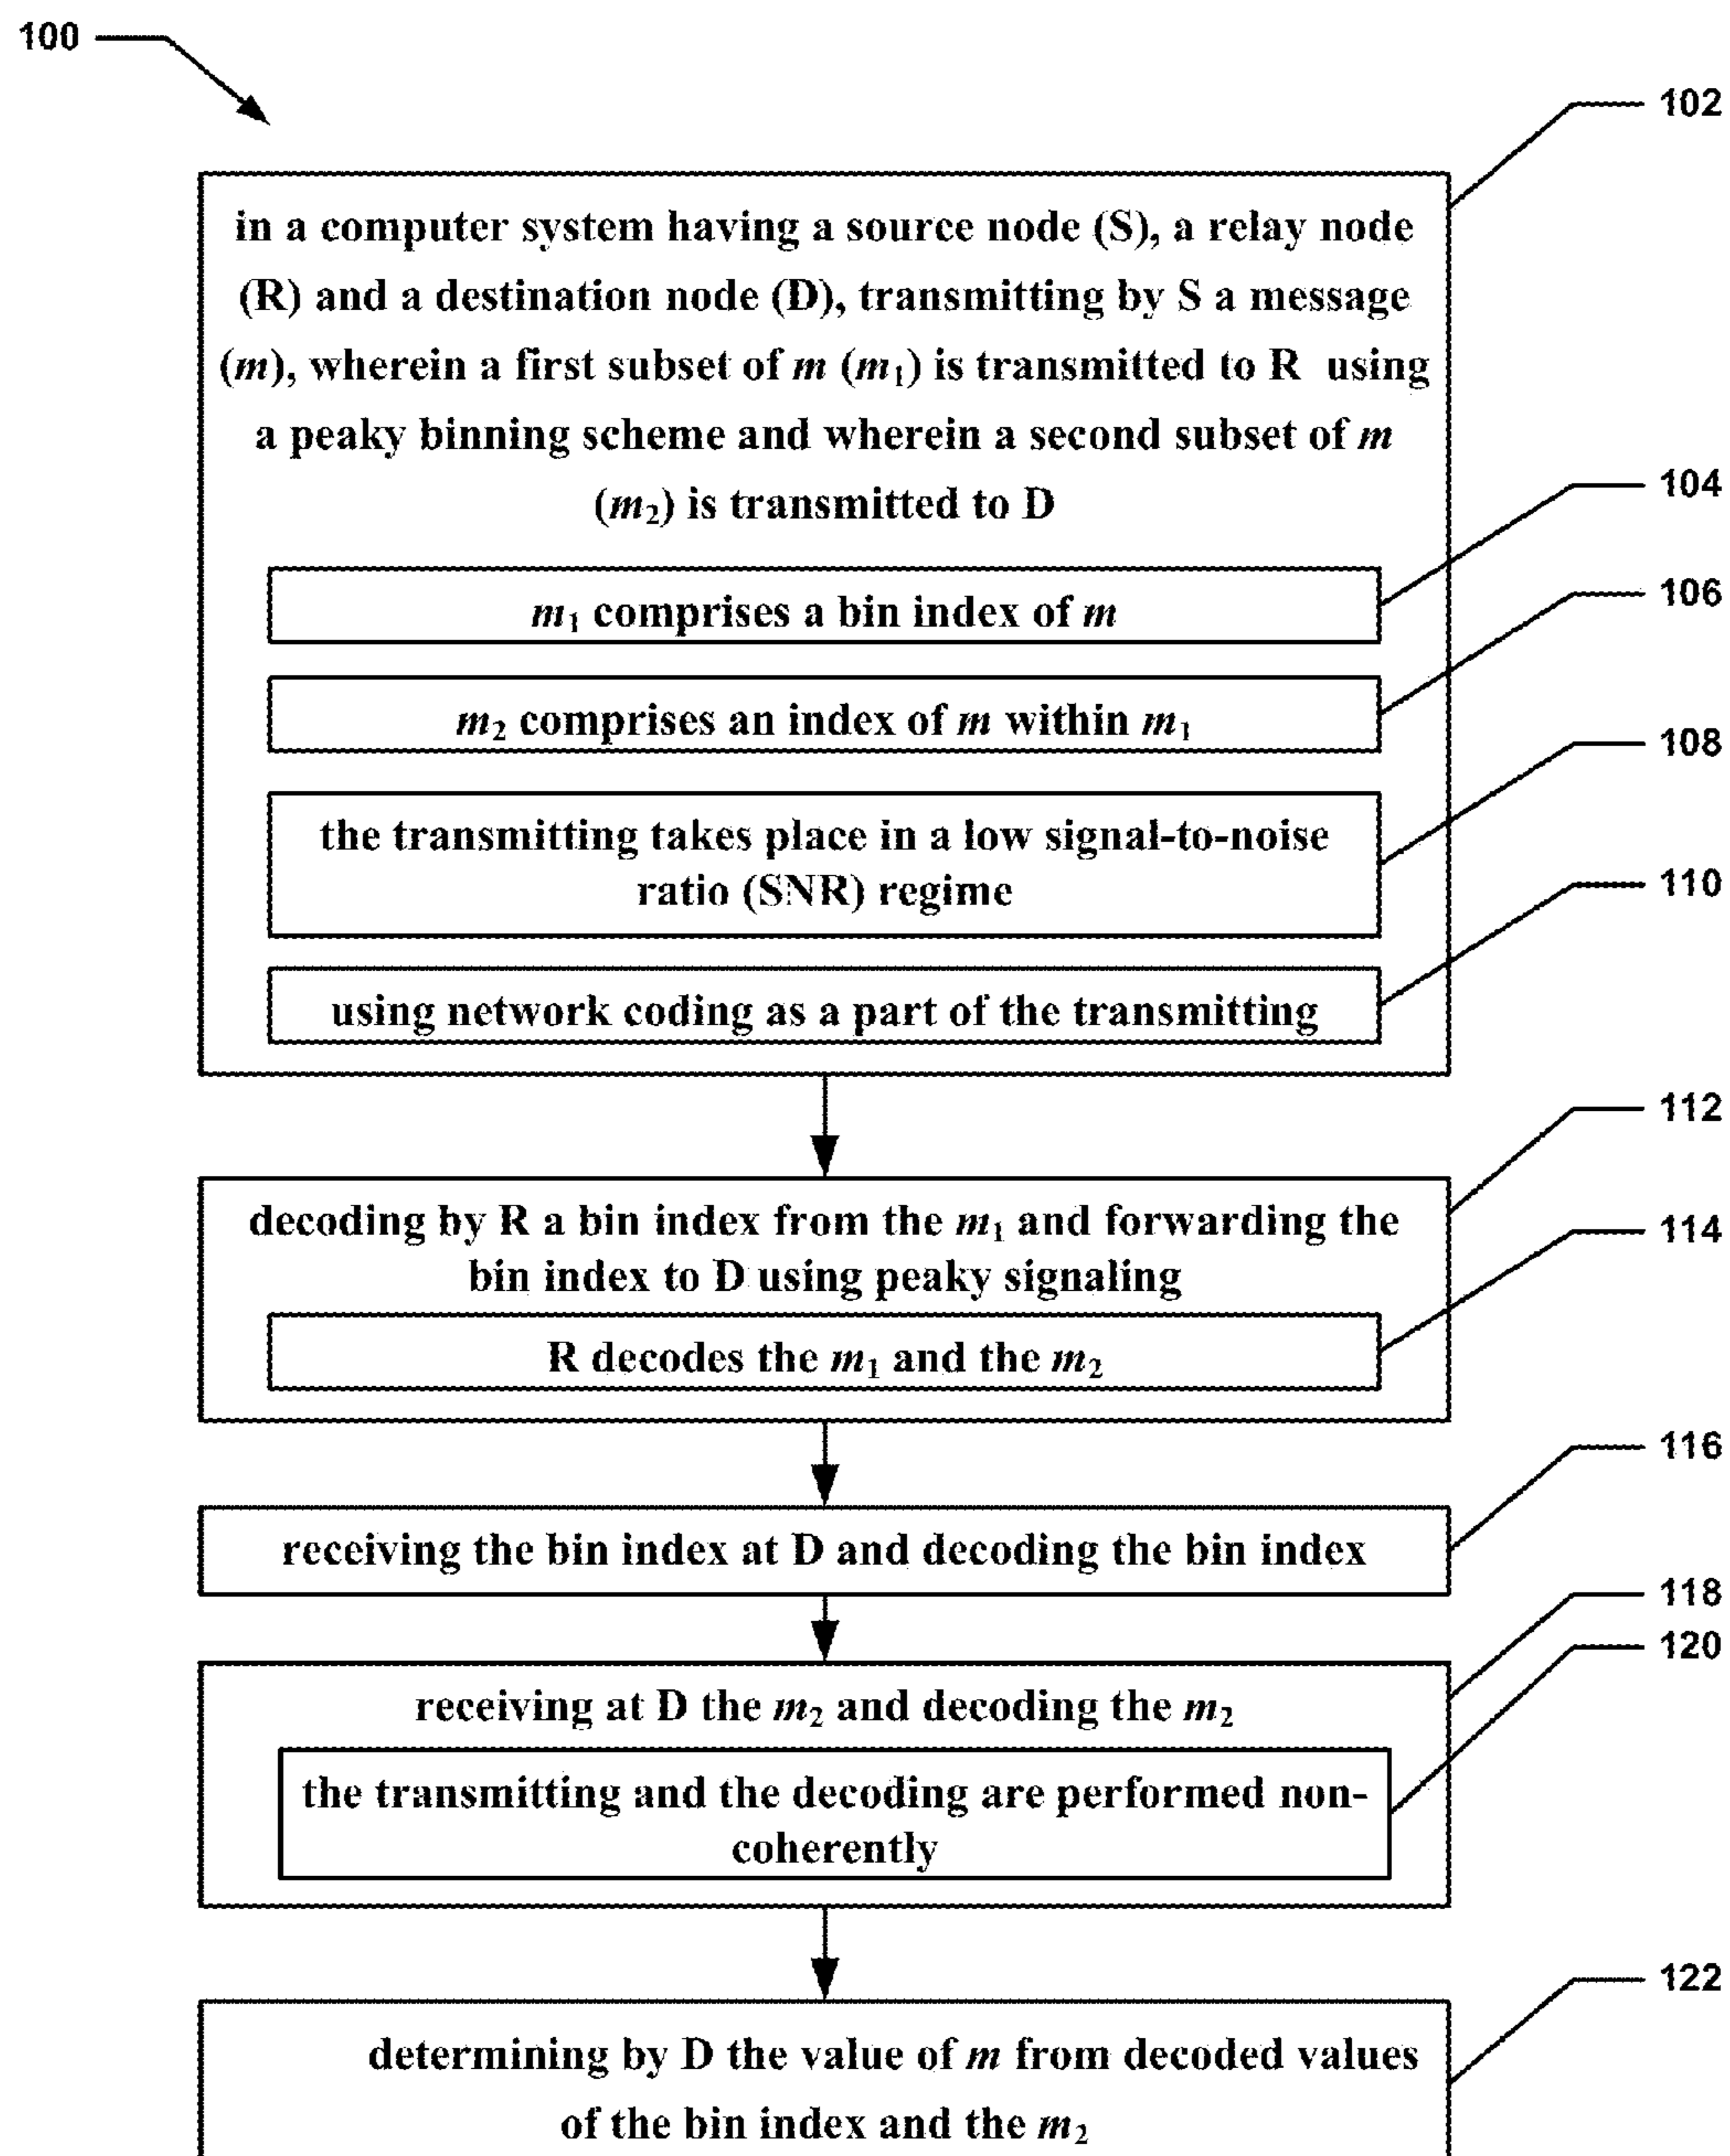 100
102
in a computer system having a source node (S), a relay node
(R) and a destination node (D), transmitting by S a message
(m), wherein a first subset of m (m₁) is transmitted to R using
a peaky binning scheme and wherein a second subset of m
(m₂) is transmitted to D
104
m₁ comprises a bin index of m
106
m₂ comprises an index of m within m₁
108
the transmitting takes place in a low signal-to-noise
ratio (SNR) regime
110
using network coding as a part of the transmitting
112
decoding by R a bin index from the m₁ and forwarding the
bin index to D using peaky signaling
114
R decodes the m₁ and the m₂
116
receiving the bin index at D and decoding the bin index
118
receiving at D the m₂ and decoding the m₂
120
the transmitting and the decoding are performed non-
coherently
122
determining by D the value of m from decoded values
of the bin index and the m₂